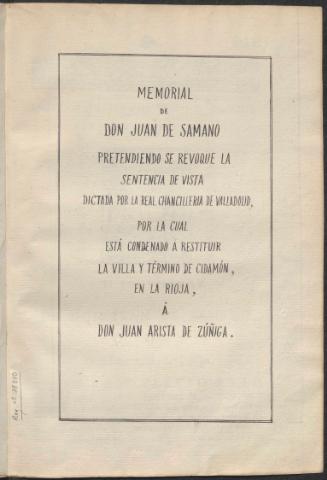 MEMORIAL
DE
DON JUAN DE SAMANO
PRETENDIENDO SE REVOQUE LA
SENTENCIA DE VISTA
DICTADA POR LA REAL CHANCILLERIA DE VALLADOLID,
POR LA CUAL
ESTÁ CONDENADO Á RESTITUIR
LA VILLA Y TÉRMINO DE CIDAMÓN,
EN LA RIOJA,
Á
DON JUAN ARISTA DE ZÚÑIGA.